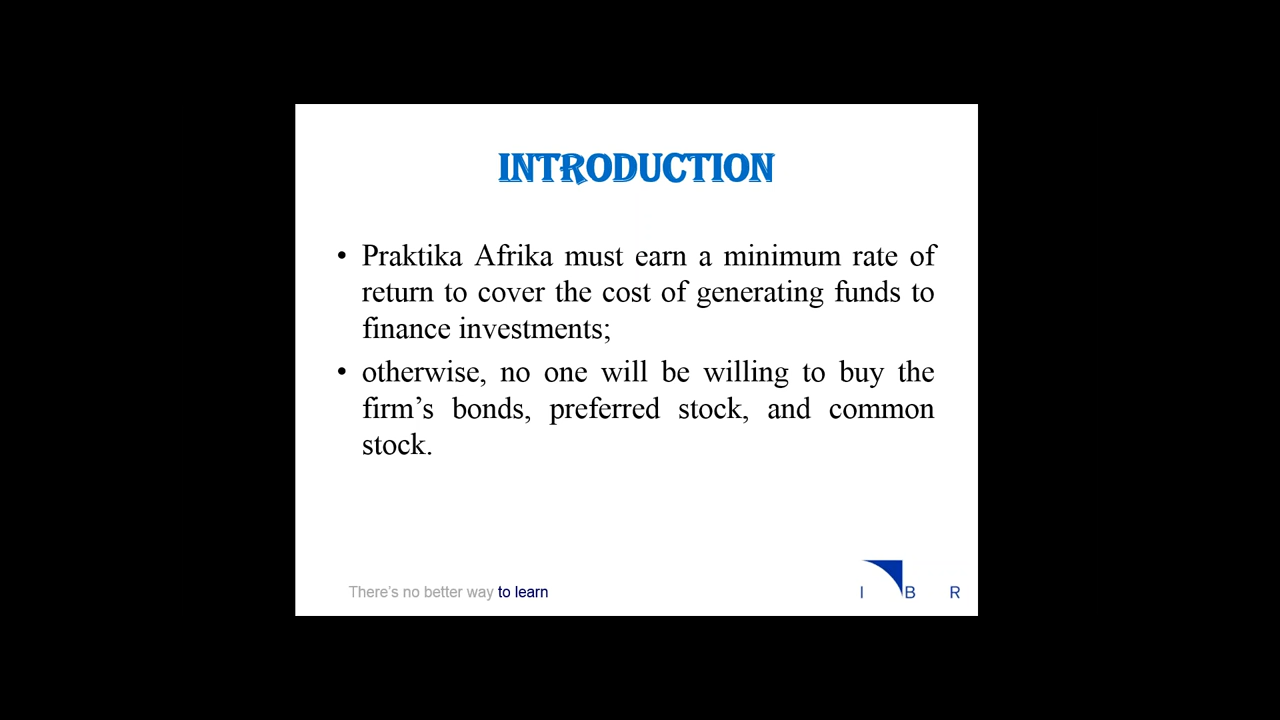 INTRODUCTION
• Praktika Afrika must earn a minimum rate of
return to cover the cost of generating funds to
finance investments;
• otherwise, no one will be willing to buy the
firm’s bonds, preferred stock, and common
stock.
There’s no better way to learn
I B R